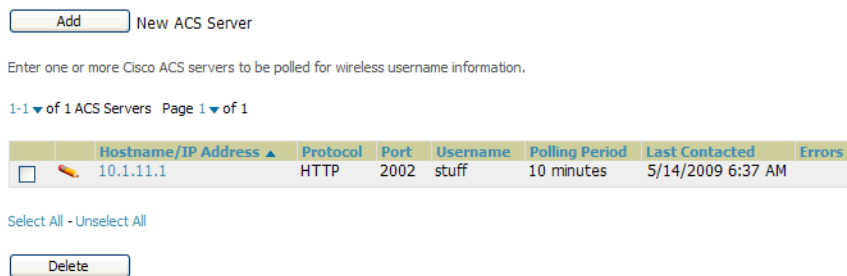 Add New ACS Server
Enter one or more Cisco ACS servers to be polled for wireless username information.
1-1 ▼ of 1 ACS Servers Page 1 ▼ of 1
Hostname/IP Address ▲ Protocol Port Username Polling Period Last Contacted Errors
10.1.11.1 HTTP 2002 stuff 10 minutes 5/14/2009 6:37 AM
Select All - Unselect All
Delete